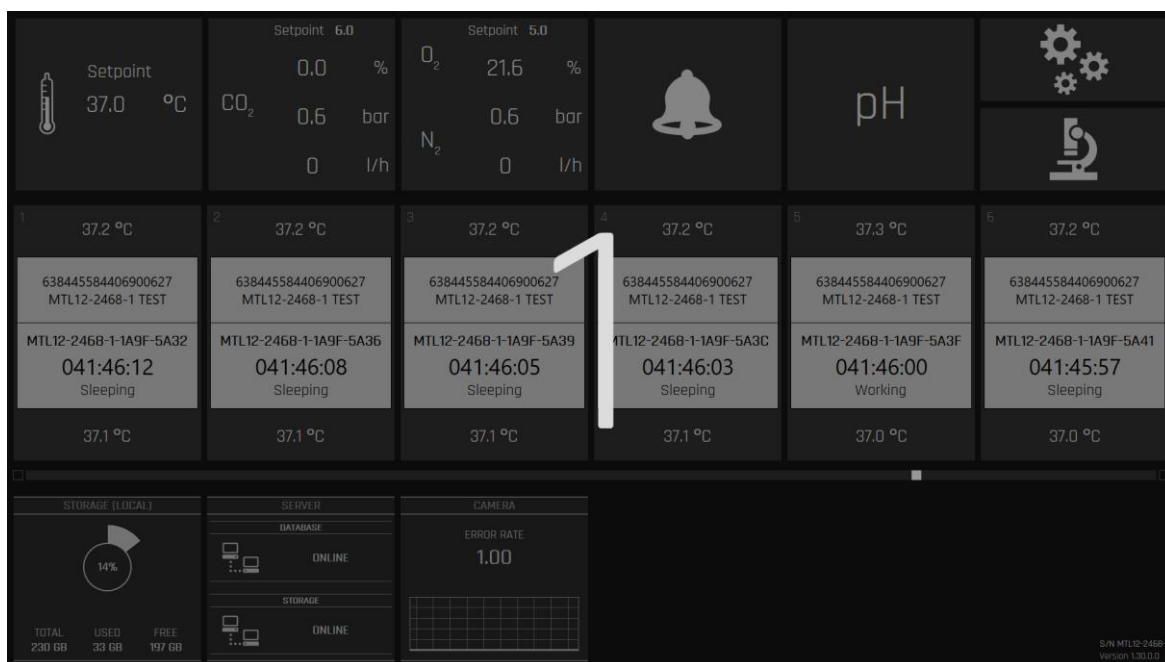 Setpoint
37.0 °C
Setpoint 6.0
0.0 %
CO2
0.6 bar
0 l/h
Setpoint 5.0
O2 21.6 %
0.6 bar
N2
0 l/h
pH
1 37.2 °C
638445584406900627
MTL12-2468-1 TEST
MTL12-2468-1-1A9F-5A32
041:46:12
Sleeping
37.1 °C
2 37.2 °C
638445584406900627
MTL12-2468-1 TEST
MTL12-2468-1-1A9F-5A36
041:46:08
Sleeping
37.1 °C
3 37.2 °C
638445584406900627
MTL12-2468-1 TEST
MTL12-2468-1-1A9F-5A39
041:46:05
Sleeping
37.1 °C
1
4 37.2 °C
638445584406900627
MTL12-2468-1 TEST
MTL12-2468-1-1A9F-5A3C
041:46:03
Sleeping
37.1 °C
5 37.3 °C
638445584406900627
MTL12-2468-1 TEST
MTL12-2468-1-1A9F-5A3F
041:46:00
Working
37.0 °C
6 37.2 °C
638445584406900627
MTL12-2468-1 TEST
MTL12-2468-1-1A9F-5A41
041:45:57
Sleeping
37.0 °C
STORAGE (LOCAL)
14%
TOTAL USED FREE
230 GB 33 GB 197 GB
SERVER
DATABASE
ONLINE
STORAGE
ONLINE
CAMERA
ERROR RATE
1.00
S/N MTL12-2468-
Version 1.30.0.0